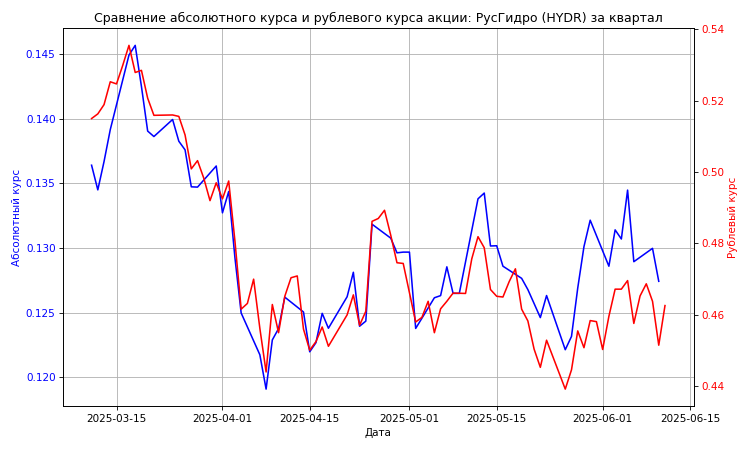 Сравнение абсолютного курса и рублевого курса акции: РусГидро (HYDR) за квартал
0.54
0.145
0.52
0.140
0.50
0.135
Абсолютный курс
Рублевый курс
0.130
0.48
0.125
0.46
0.120
0.44
2025-03-15 2025-04-01 2025-04-15 2025-05-01 2025-05-15 2025-06-01 2025-06-15
Дата